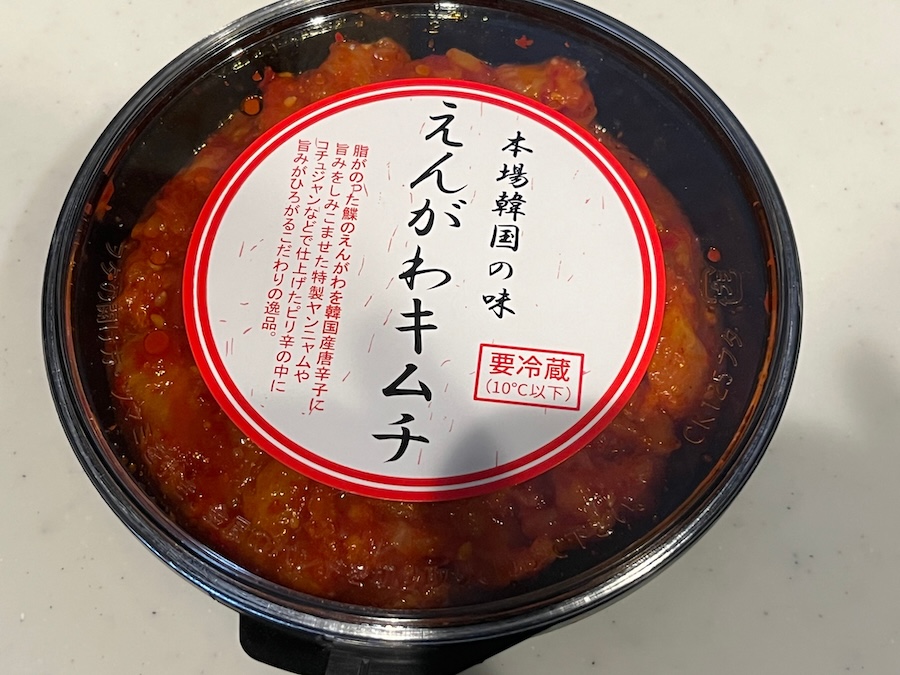 本場韓国の味
えんがわキムチ
脂がのった鰈のえんがわを韓国産唐辛子に
旨みをしみこませた特製ヤンニャムや
コチュジャンなどで仕上げたピリ辛の中に
旨みがひろがるこだわりの逸品。
要冷蔵
(10℃以下)